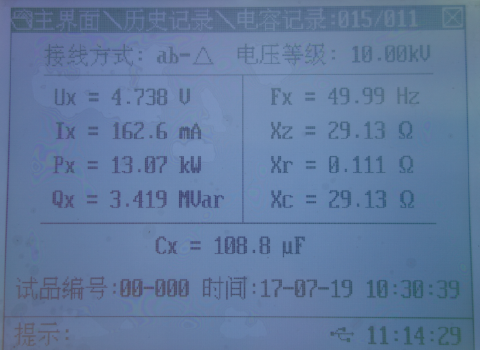 主界面\历史记录\电容记录:015/011
接线方式: ab-△ 电压等级: 10.00kV
Ux = 4.738 V Fx = 49.99 Hz
Ix = 162.6 mA Xz = 29.13 Ω
Px = 13.07 kW Xr = 0.111 Ω
Qx = 3.419 MVar Xc = 29.13 Ω
Cx = 108.8 μF
试品编号:00-000 时间:17-07-19 10:30:39
提示: 11:14:29